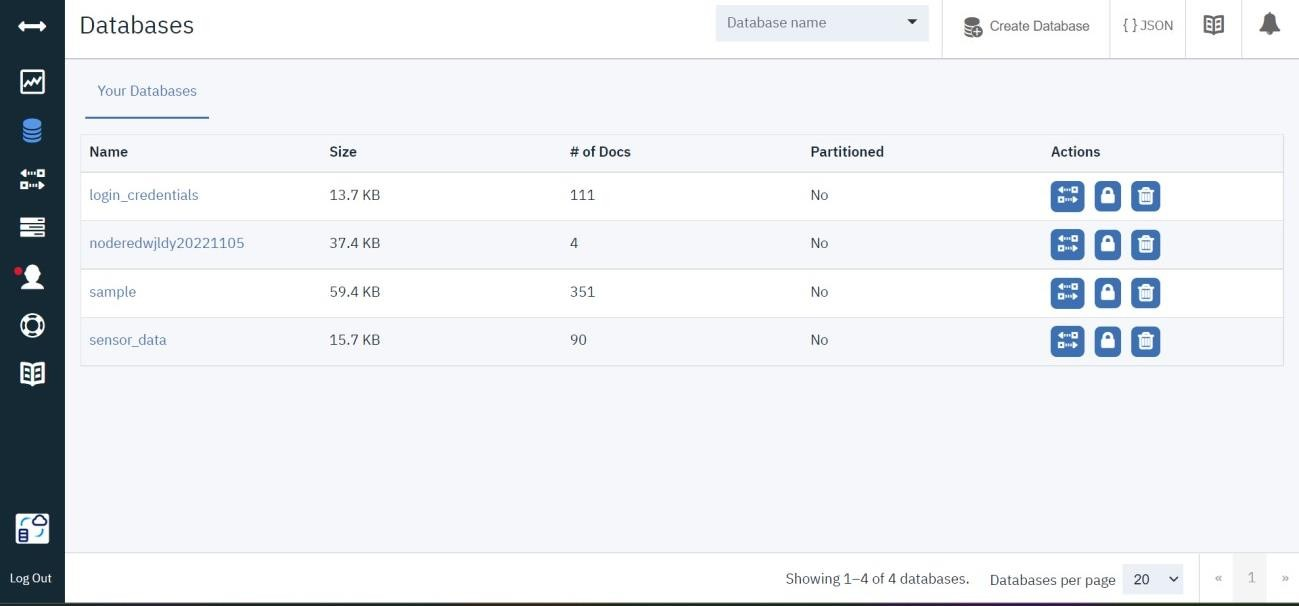 Databases
Database name
Create Database
{ } JSON
Your Databases
Name Size # of Docs Partitioned Actions
login_credentials 13.7 KB 111 No
noderedwjldy20221105 37.4 KB 4 No
sample 59.4 KB 351 No
sensor_data 15.7 KB 90 No
Log Out
Showing 1–4 of 4 databases. Databases per page 20 « 1 »